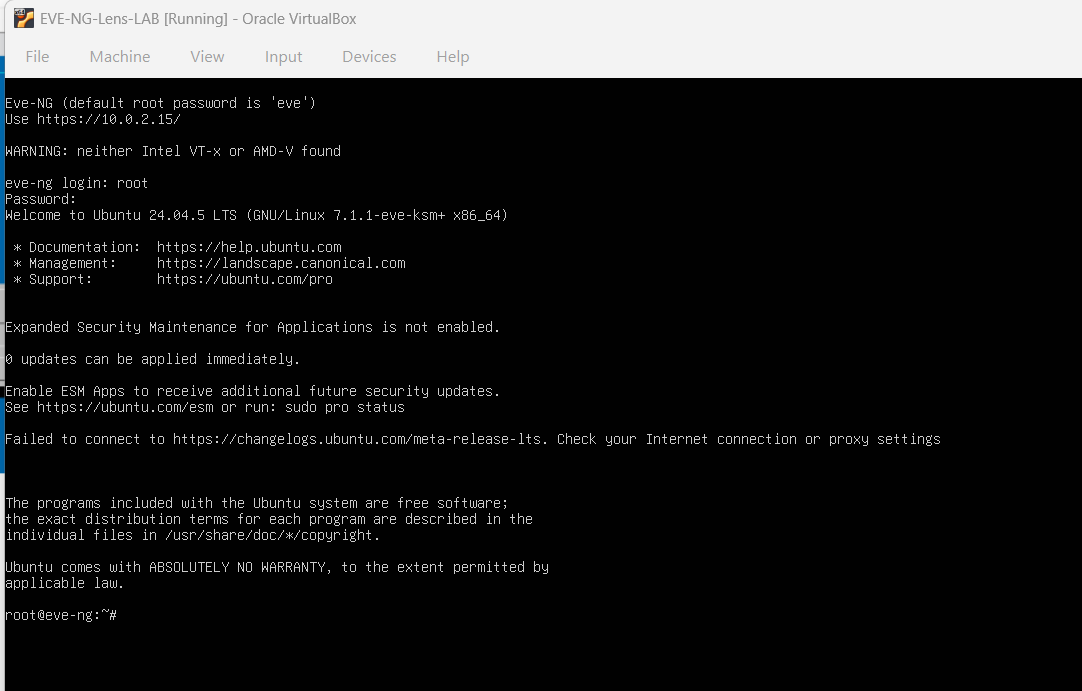 EVE-NG-Lens-LAB [Running] - Oracle VirtualBox
File Machine View Input Devices Help
Eve-NG (default root password is 'eve')
Use https://10.0.2.15/
WARNING: neither Intel VT-x or AMD-V found
eve-ng login: root
Password:
Welcome to Ubuntu 24.04.5 LTS (GNU/Linux 7.1.1-eve-ksm+ x86_64)
* Documentation: https://help.ubuntu.com
* Management: https://landscape.canonical.com
* Support: https://ubuntu.com/pro
Expanded Security Maintenance for Applications is not enabled.
0 updates can be applied immediately.
Enable ESM Apps to receive additional future security updates.
See https://ubuntu.com/esm or run: sudo pro status
Failed to connect to https://changelogs.ubuntu.com/meta-release-lts. Check your Internet connection or proxy settings
The programs included with the Ubuntu system are free software;
the exact distribution terms for each program are described in the
individual files in /usr/share/doc/*/copyright.
Ubuntu comes with ABSOLUTELY NO WARRANTY, to the extent permitted by
applicable law.
root@eve-ng:~#